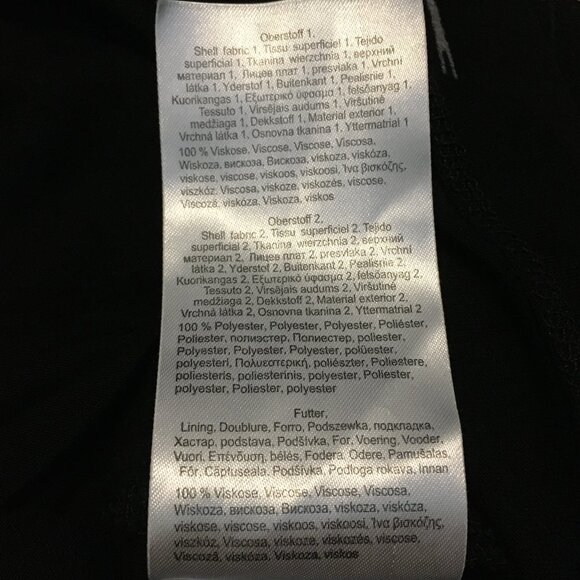 Oberstoff 1,
Shell fabric 1, Tissu superficiel 1, Tejido
superficial 1, Tkanina wierzchnia 1, верхний
материал 1, Лицев плат 1, presvlaka 1, Vrchní
látka 1, Yderstof 1, Buitenkant 1, Pealisriie 1,
Kuorikangas 1, Εξωτερικό ύφασμα 1, felsőanyag 1,
Tessuto 1, Virsējais audums 1, Viršutinė
medžiaga 1, Dekkstoff 1, Material exterior 1,
Vrchná látka 1, Osnovna tkanina 1, Yttermatrial 1
100 % Viskose, Viscose, Viscose, Viscosa,
Wiskoza, вискоза, Вискоза, viskoza, viskóza,
viskose, viscose, viskoos, viskoosi, Ίνα βισκόζης,
viszkóz, Viscosa, viskoze, viskozės, viscose,
Viscoză, viskóza, Viskoza, viskos
Oberstoff 2,
Shell fabric 2, Tissu superficiel 2, Tejido
superficial 2, Tkanina wierzchnia 2, верхний
материал 2, Лицев плат 2, presvlaka 2, Vrchní
látka 2, Yderstof 2, Buitenkant 2, Pealisriie 2,
Kuorikangas 2, Εξωτερικό ύφασμα 2, felsőanyag 2,
Tessuto 2, Virsējais audums 2, Viršutinė
medžiaga 2, Dekkstoff 2, Material exterior 2,
Vrchná látka 2, Osnovna tkanina 2, Yttermatrial 2
100 % Polyester, Polyester, Polyester, Poliéster,
Poliester, полиэстер, Полиестер, poliester,
Polyester, Polyester, Polyester, polüester,
polyesteri, Πολυεστερική, poliészter, Poliestere,
poliesteris, poliesterinis, polyester, Poliester,
polyester, Poliester, polyester
Futter,
Lining, Doublure, Forro, Podszewka, подкладка,
Хастар, podstava, Podšívka, For, Voering, Vooder,
Vuori, Επένδυση, bélés, Fodera, Odere, Pamušalas,
Fôr, Căptuseala, Podšívka, Podloga rokava, Innan
100 % Viskose, Viscose, Viscose, Viscosa,
Wiskoza, вискоза, Вискоза, viskoza, viskóza,
viskose, viscose, viskoos, viskoosi, Ίνα βισκόζης,
viszkóz, Viscosa, viskoze, viskozės, viscose,
Viscoză, viskóza, Viskoza, viskos